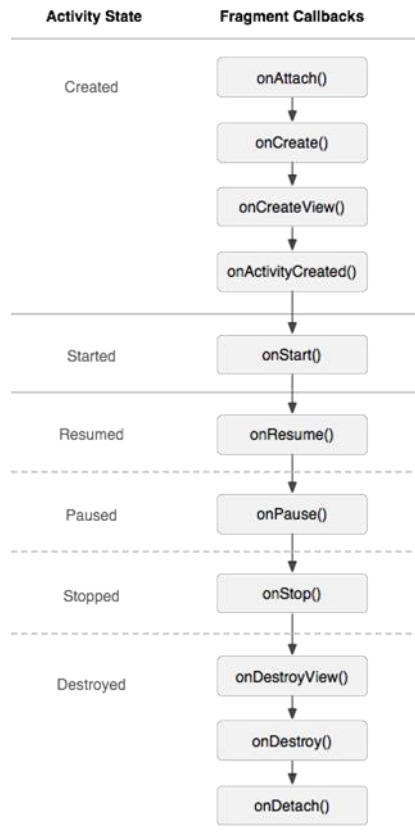 Activity State Fragment Callbacks
Created
onAttach()
onCreate()
onCreateView()
onActivityCreated()
Started onStart()
Resumed onResume()
Paused onPause()
Stopped onStop()
Destroyed
onDestroyView()
onDestroy()
onDetach()